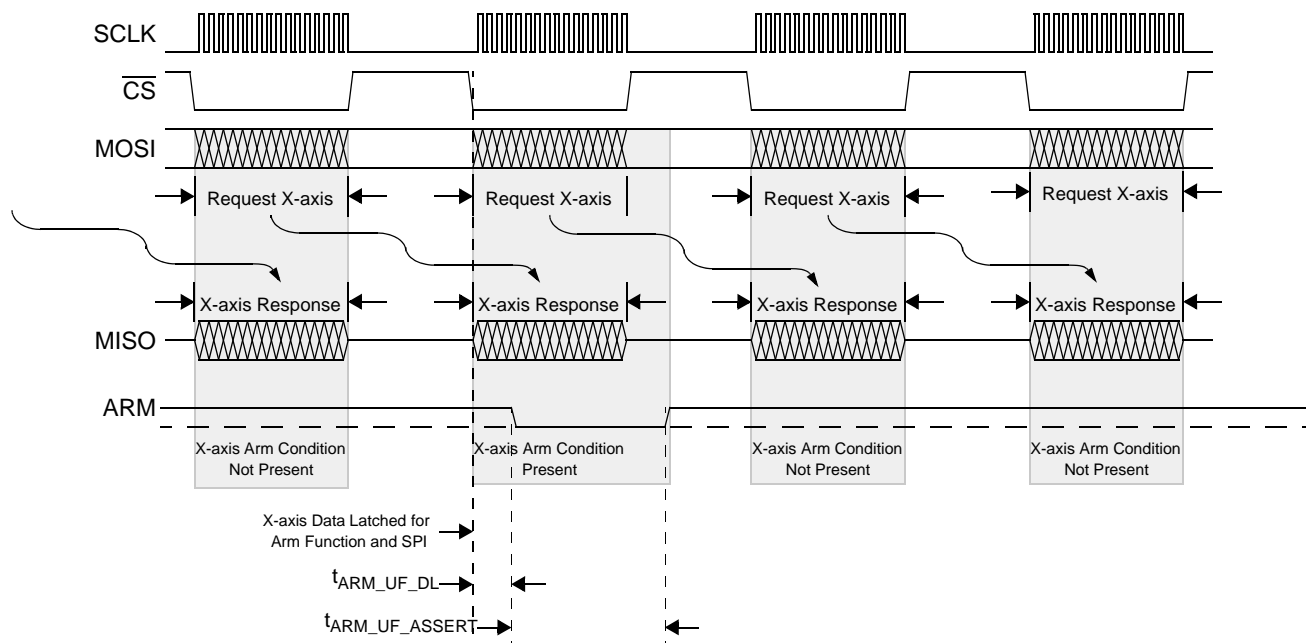 SCLK
CS
MOSI
Request X-axis
Request X-axis
Request X-axis
Request X-axis
X-axis Response
X-axis Response
X-axis Response
X-axis Response
MISO
ARM
X-axis Arm Condition
Not Present
X-axis Arm Condition
Present
X-axis Arm Condition
Not Present
X-axis Arm Condition
Not Present
X-axis Data Latched for
Arm Function and SPI
tARM_UF_DL
tARM_UF_ASSERT